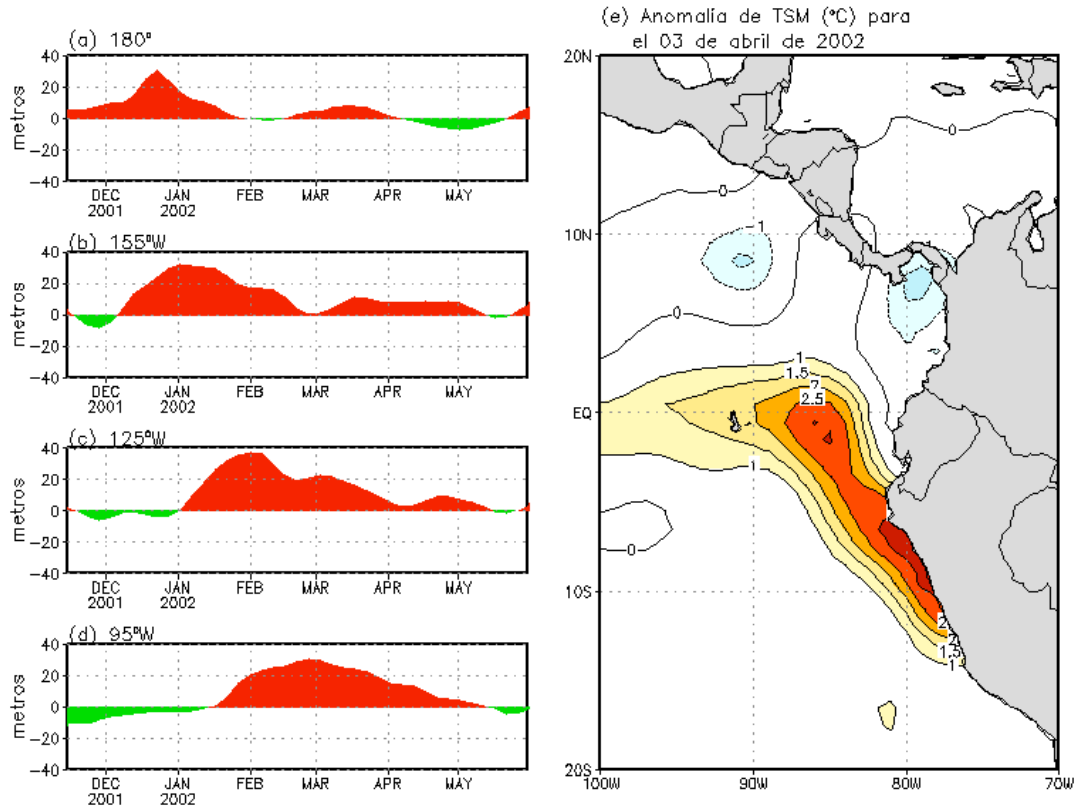 (a) 180°
metros
40
20
0
−20
−40
DEC JAN FEB MAR APR MAY
2001 2002
(b) 155°W
metros
40
20
0
−20
−40
DEC JAN FEB MAR APR MAY
2001 2002
(c) 125°W
metros
40
20
0
−20
−40
DEC JAN FEB MAR APR MAY
2001 2002
(d) 95°W
metros
40
20
0
−20
−40
DEC JAN FEB MAR APR MAY
2001 2002
(e) Anomalia de TSM (°C) para
el 03 de abril de 2002
20N
10N
EQ
10S
20S
100W 90W 80W 70W
0
0
1
0
1
1.5
2
2.5
1
0
2
2
1.5
1